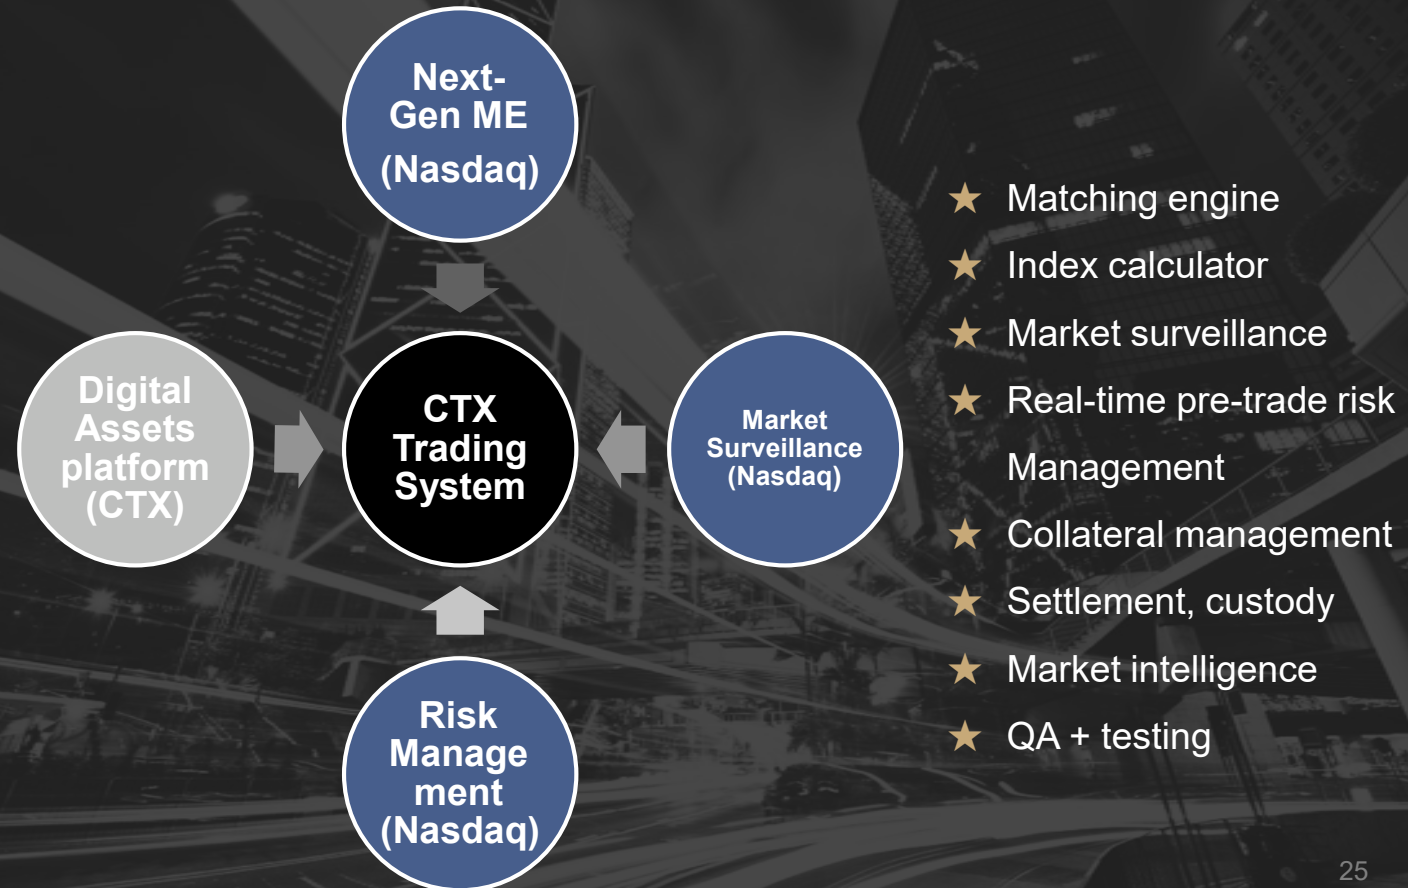 Next-
Gen ME
(Nasdaq)
Digital
Assets
platform
(CTX)
CTX
Trading
System
Market
Surveillance
(Nasdaq)
Risk
Manage
ment
(Nasdaq)
Matching engine
Index calculator
Market surveillance
Real-time pre-trade risk
Management
Collateral management
Settlement, custody
Market intelligence
QA + testing
25